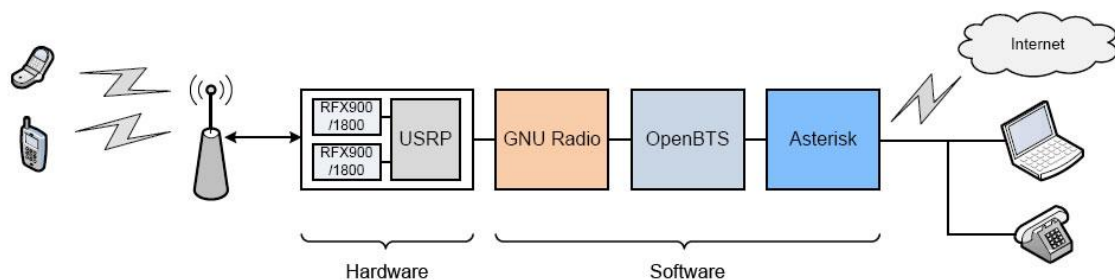 Internet
RFX900
/1800
RFX900
/1800
USRP
GNU Radio
OpenBTS
Asterisk
Hardware
Software